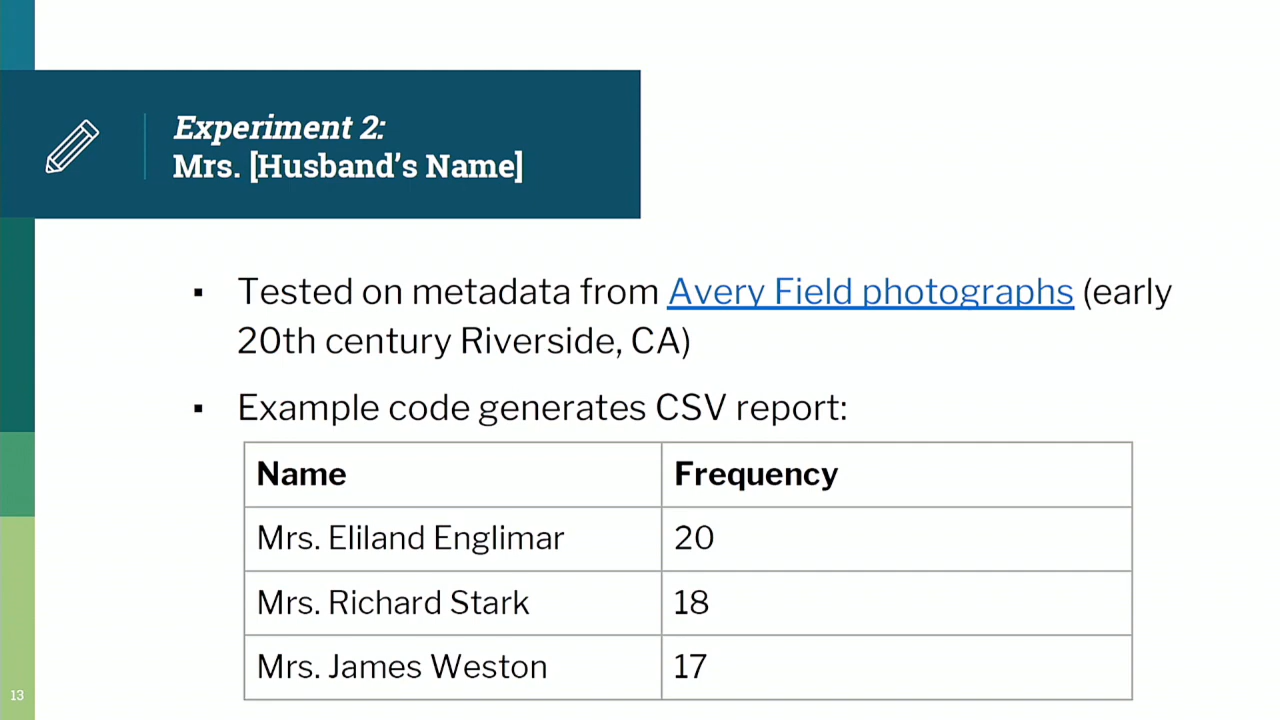 Experiment 2:
Mrs. [Husband's Name]
▪ Tested on metadata from Avery Field photographs (early
20th century Riverside, CA)
▪ Example code generates CSV report:
Name Frequency
Mrs. Eliland Englimar 20
Mrs. Richard Stark 18
Mrs. James Weston 17
13